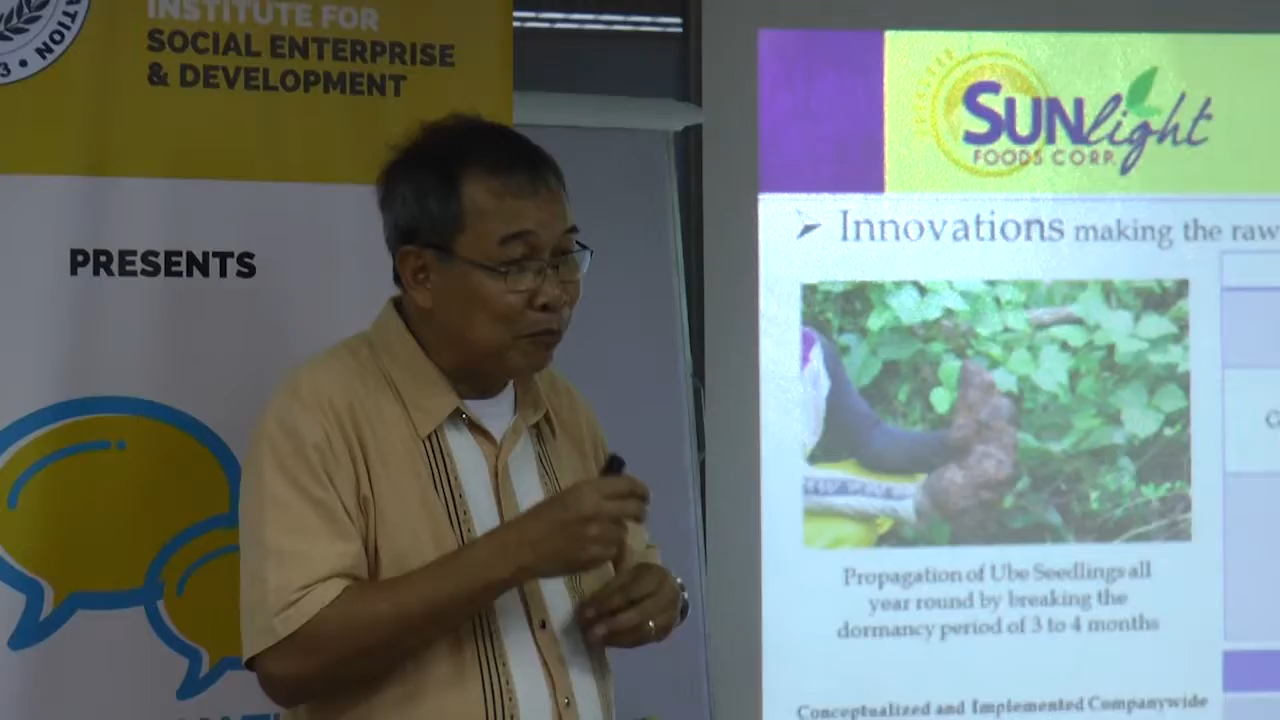 INSTITUTE FOR
SOCIAL ENTERPRISE
& DEVELOPMENT
PRESENTS
SUNlight
FOODS CORP.
Innovations making the raw
Propagation of Ube Seedlings all
year round by breaking the
dormancy period of 3 to 4 months
Conceptualized and Implemented Companywide